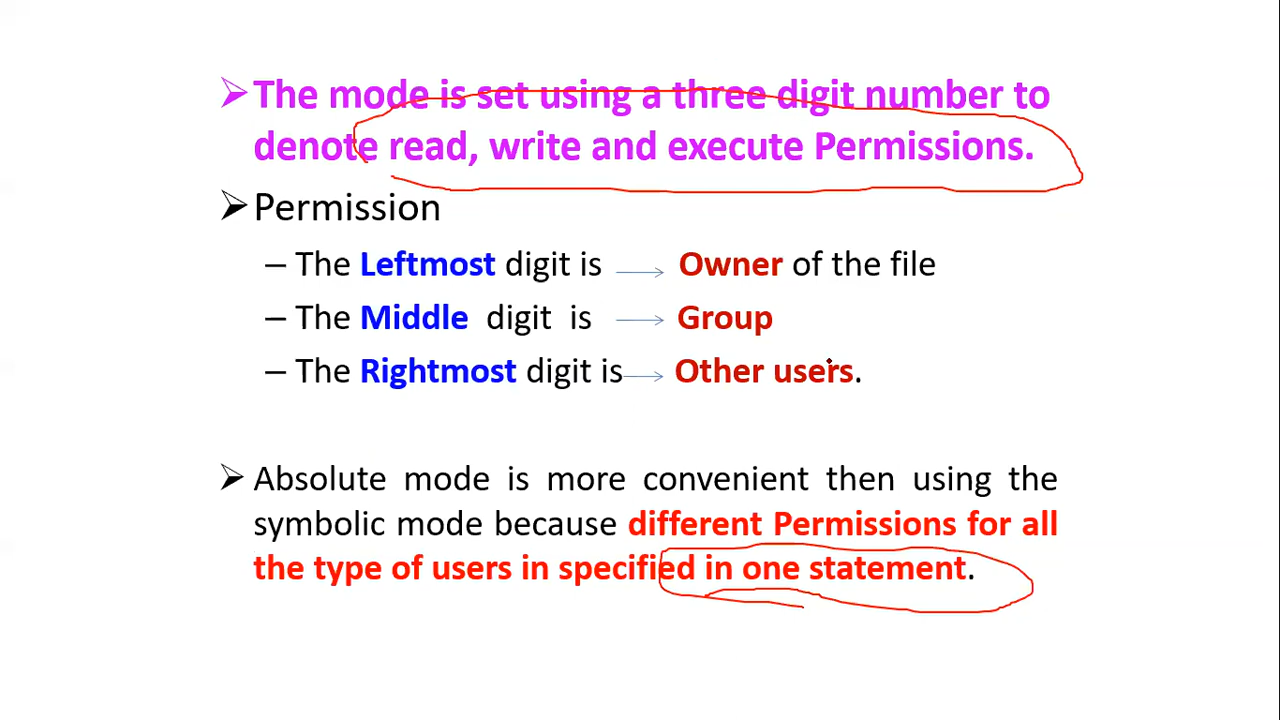 The mode is set using a three digit number to
denote read, write and execute Permissions.
Permission
– The Leftmost digit is → Owner of the file
– The Middle digit is → Group
– The Rightmost digit is → Other users.
Absolute mode is more convenient then using the
symbolic mode because different Permissions for all
the type of users in specified in one statement.